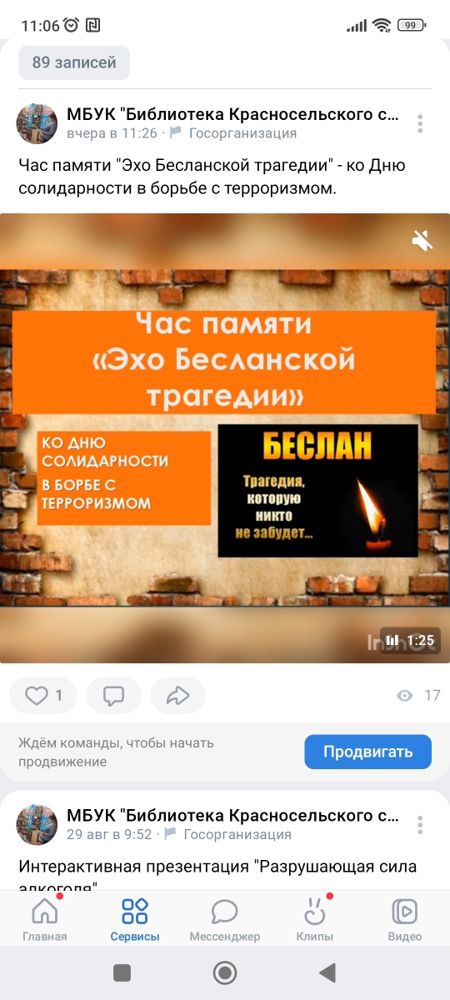 11:06
99
89 записей
МБУК "Библиотека Красносельского с...
вчера в 11:26 · Госорганизация
Час памяти "Эхо Бесланской трагедии" - ко Дню
солидарности в борьбе с терроризмом.
Час памяти
«Эхо Бесланской
трагедии»
КО ДНЮ
СОЛИДАРНОСТИ
В БОРЬБЕ С
ТЕРРОРИЗМОМ
БЕСЛАН
Трагедия,
которую
никто
не забудет...
InShOt
1:25
1
17
Ждём команды, чтобы начать
продвижение
Продвигать
МБУК "Библиотека Красносельского с...
29 авг в 9:52 · Госорганизация
Интерактивная презентация "Разрушающая сила
алкоголя"
Главная
Сервисы
Мессенджер
Клипы
Видео